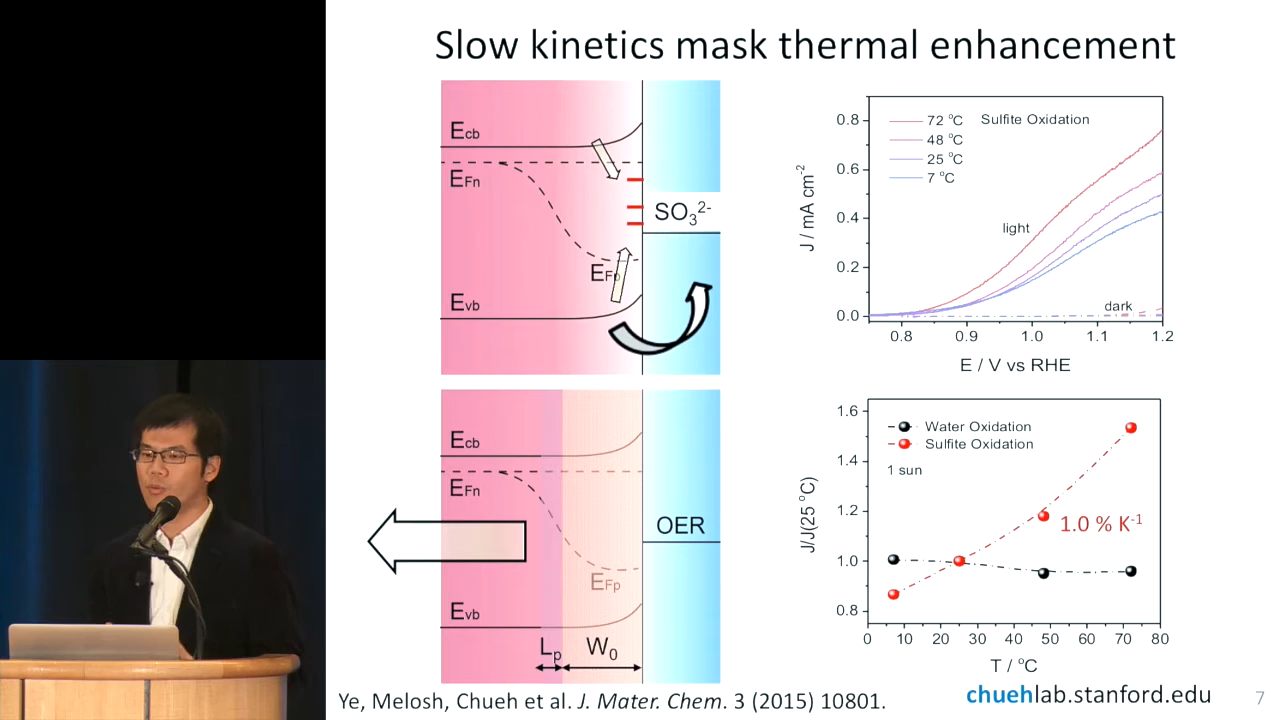 Slow kinetics mask thermal enhancement
Ecb
EFn
EFp
Evb
SO₃²⁻
0.8
0.6
0.4
0.2
0.0
J / mA cm⁻²
72 °C
48 °C
25 °C
7 °C
Sulfite Oxidation
light
dark
0.8 0.9 1.0 1.1 1.2
E / V vs RHE
Ecb
EFn
EFp
Evb
OER
Lp
W₀
1.6
1.4
1.2
1.0
0.8
J/J(25 °C)
Water Oxidation
Sulfite Oxidation
1 sun
1.0 % K⁻¹
0 10 20 30 40 50 60 70 80
T / °C
Ye, Melosh, Chueh et al. J. Mater. Chem. 3 (2015) 10801.
chuehlab.stanford.edu
7